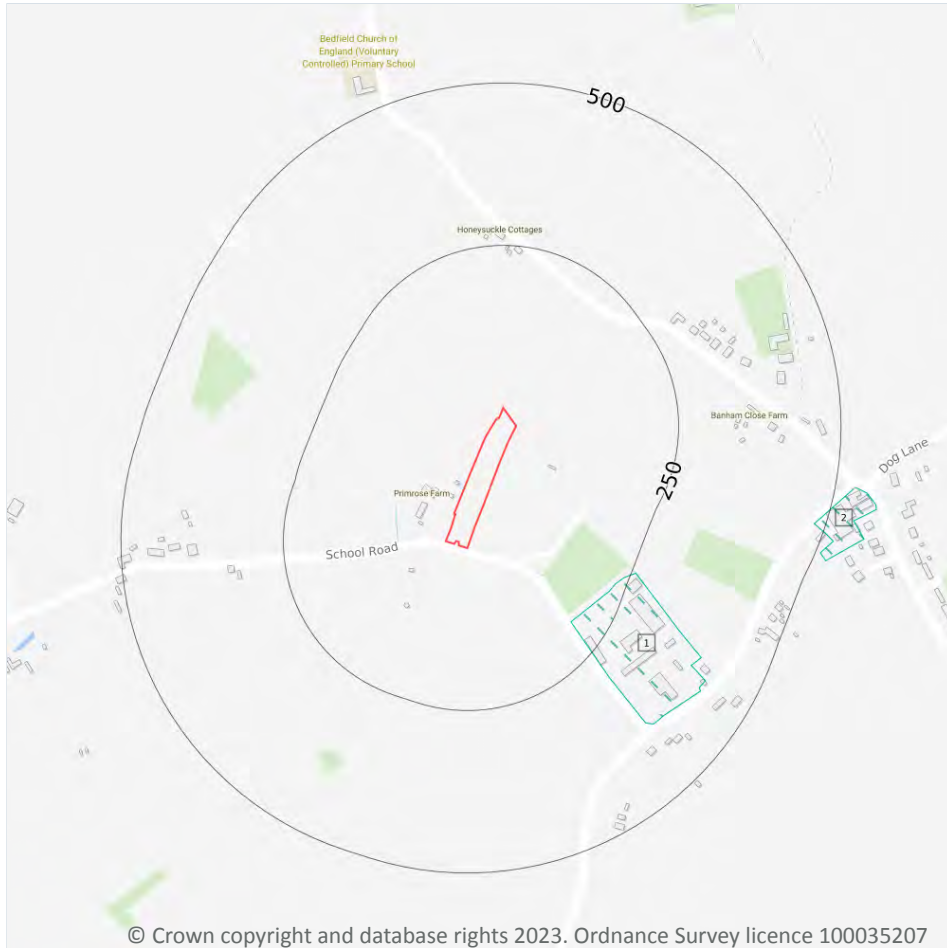 Bedfield Church of
England (Voluntary
Controlled) Primary School
500
Honeysuckle Cottages
Banham Close Farm
Dog Lane
250
Primrose Farm
2
School Road
1
© Crown copyright and database rights 2023. Ordnance Survey licence 100035207